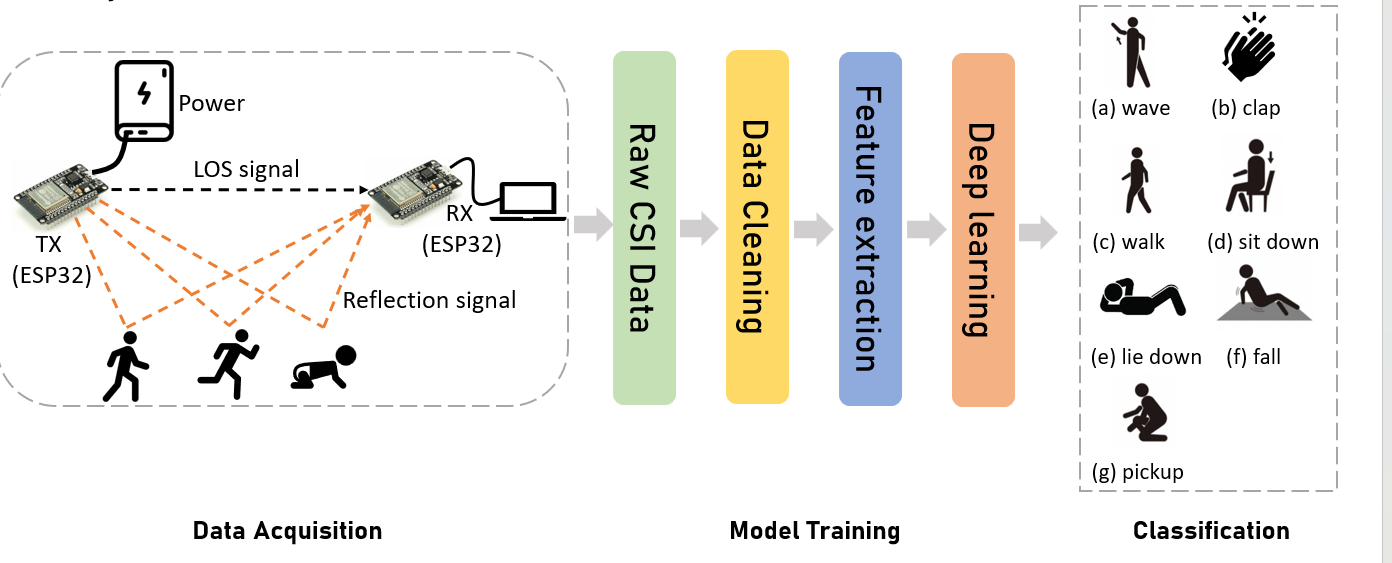 Power
LOS signal
TX
(ESP32)
RX
(ESP32)
Reflection signal
Raw CSI Data
Data Cleaning
Feature extraction
Deep learning
(a) wave
(b) clap
(c) walk
(d) sit down
(e) lie down
(f) fall
(g) pickup
Data Acquisition
Model Training
Classification